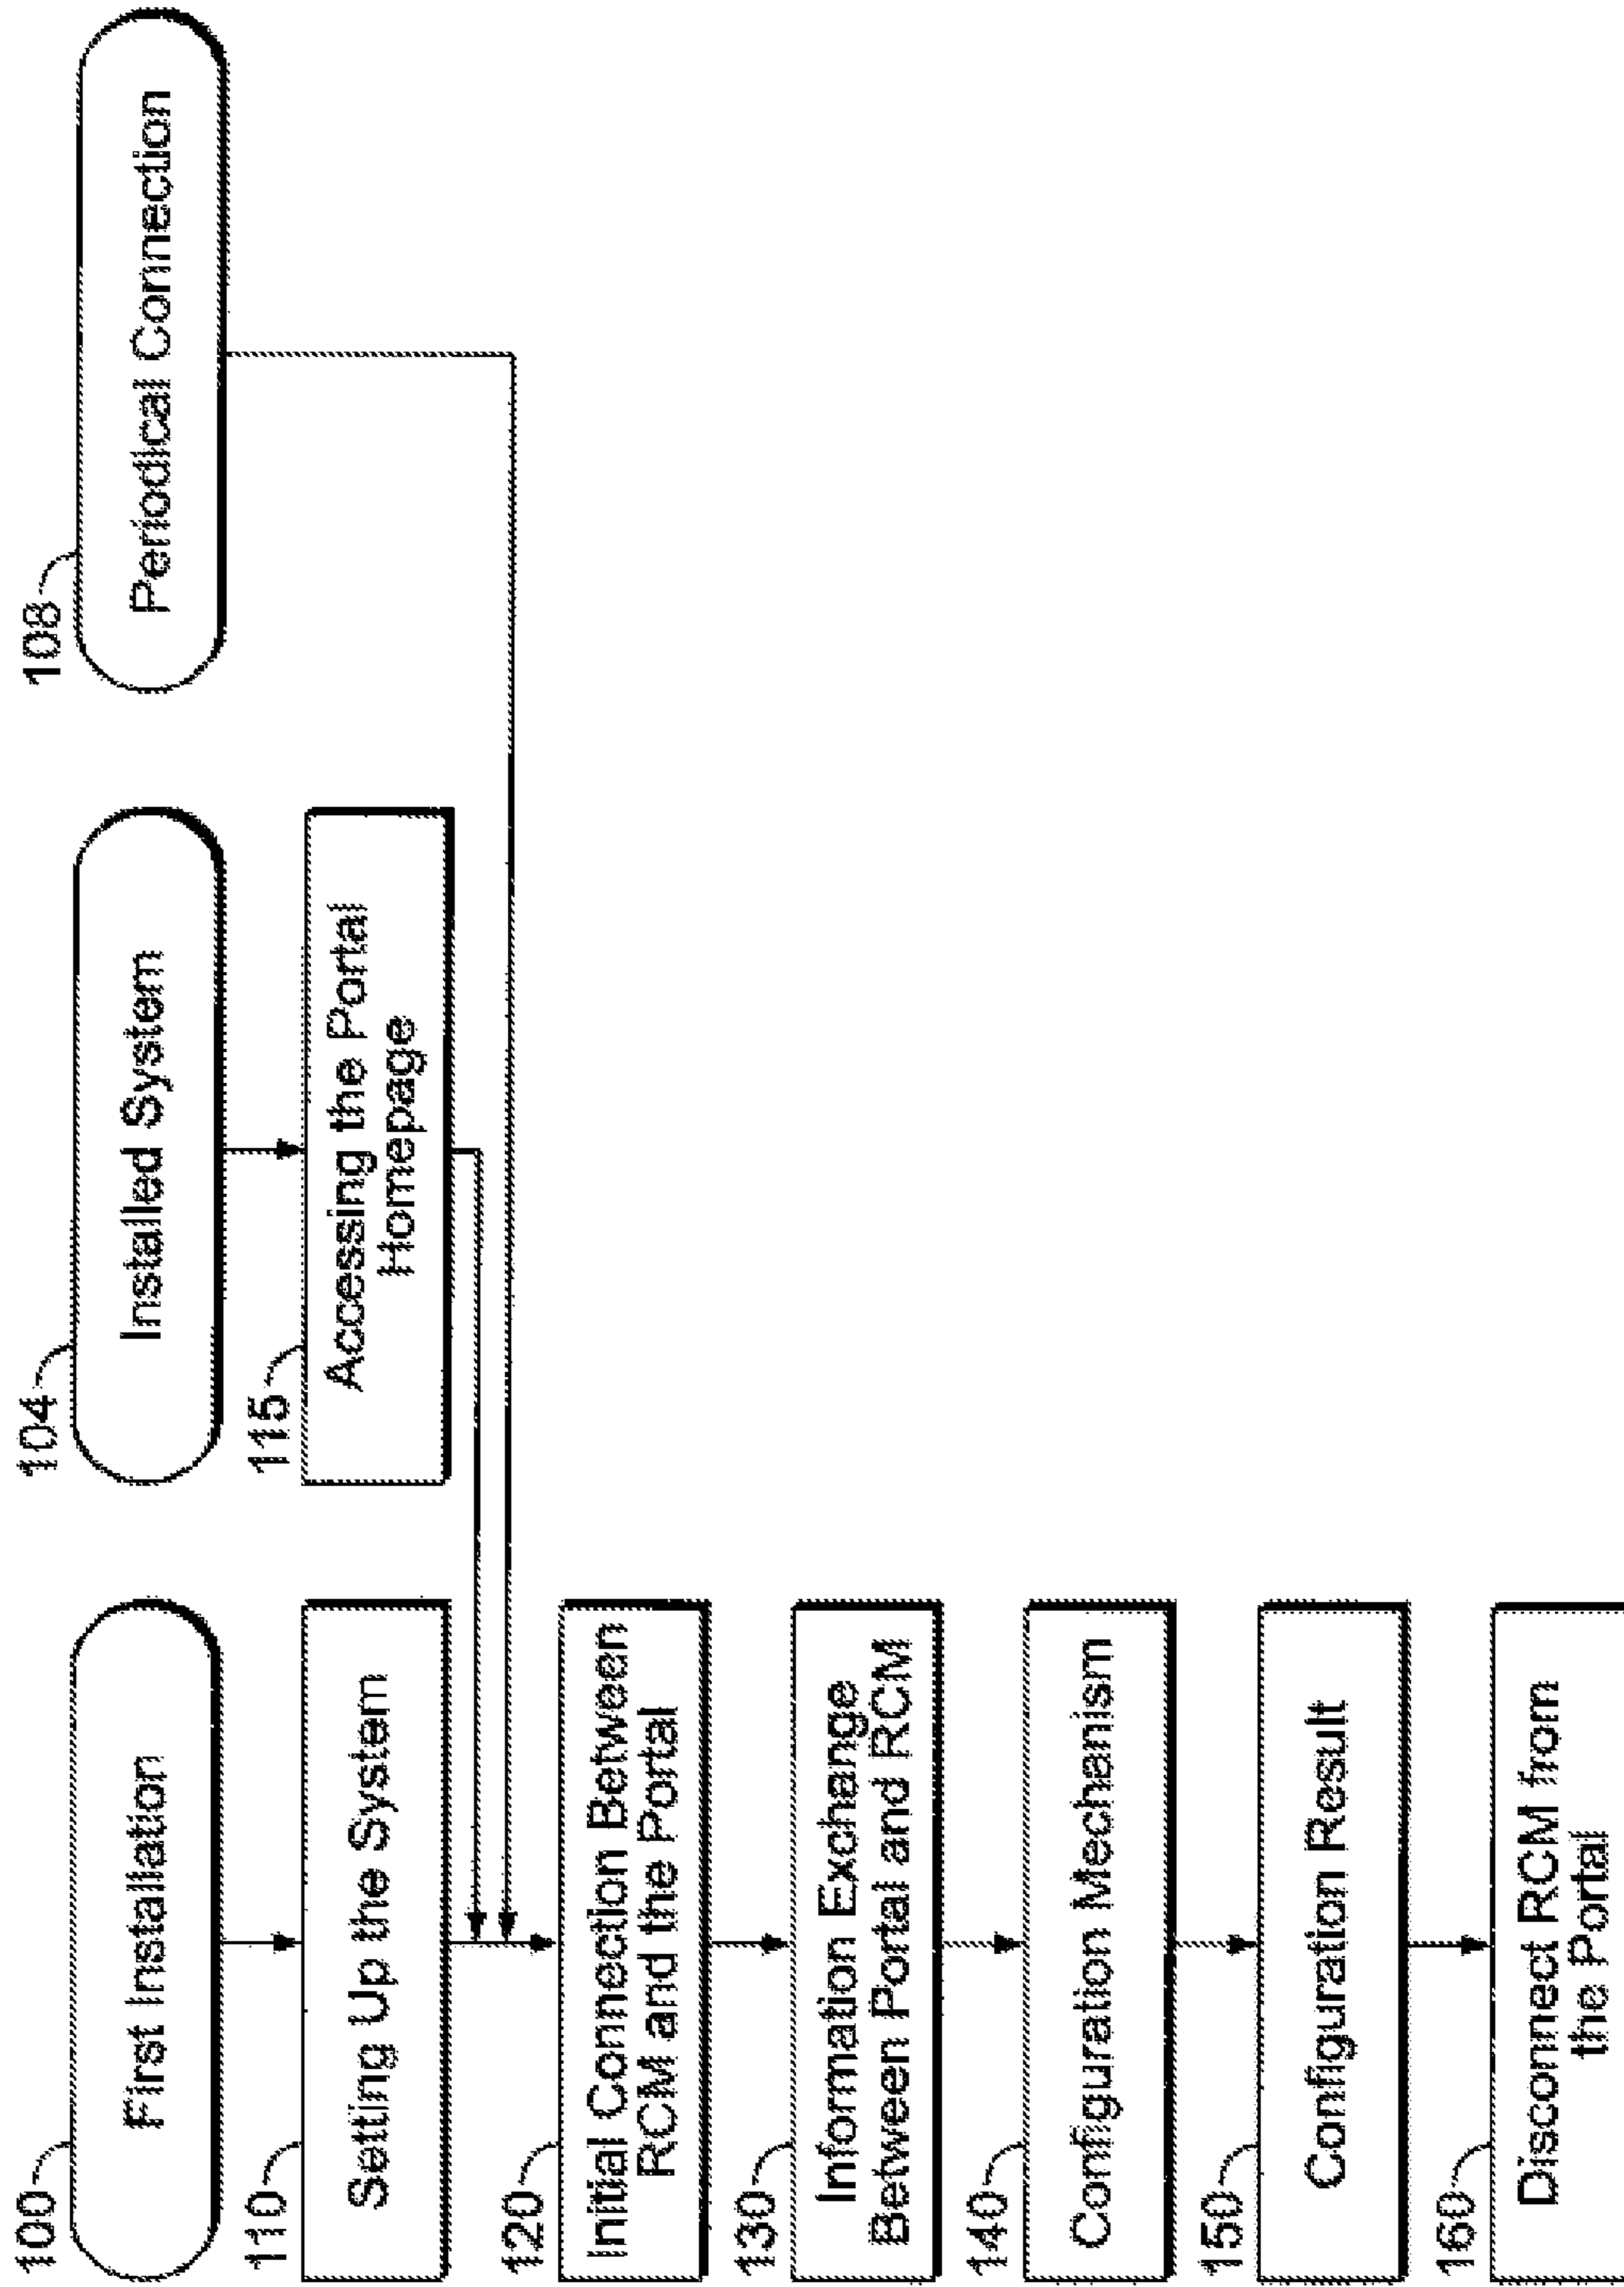 100
First Installation
104
Installed System
108
Periodical Connection
110
Setting Up the System
115
Accessing the Portal
Homepage
120
Initial Connection Between
RCM and the Portal
130
Information Exchange
Between Portal and RCM
140
Configuration Mechanism
150
Configuration Result
160
Disconnect RCM from
the Portal